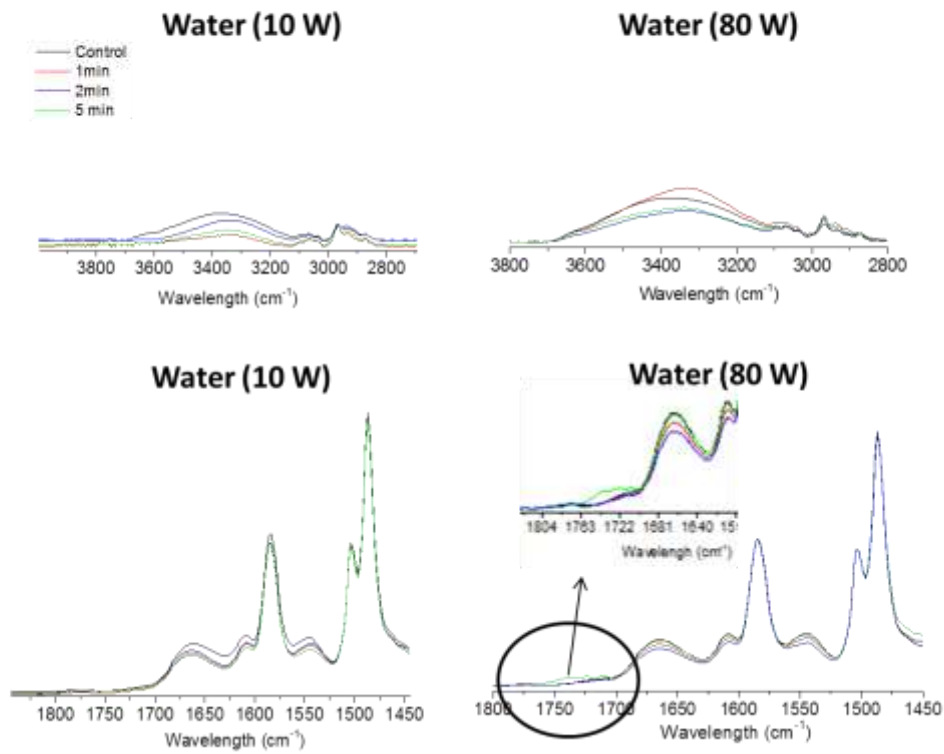 Water (10 W)
Water (80 W)
Control
1min
2min
5 min
3800 3600 3400 3200 3000 2800
Wavelength (cm⁻¹)
3800 3600 3400 3200 3000 2800
Wavelength (cm⁻¹)
Water (10 W)
Water (80 W)
1804 1763 1722 1681 1640
Wavelengh (cm⁻¹)
1750 1700 1650 1600 1550 1500 1450
Wavelength (cm⁻¹)
1800 1750 1700 1650 1600 1550 1500 1450
Wavelength (cm⁻¹)